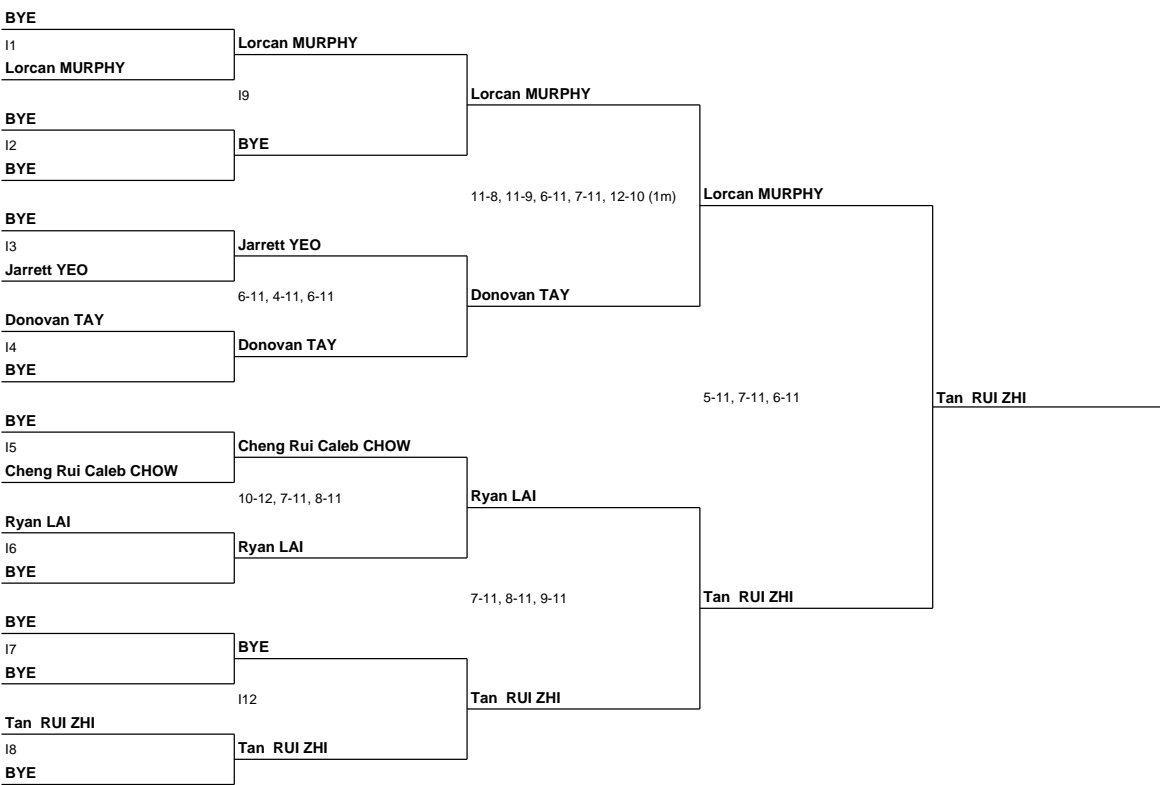 BYE
I1
Lorcan MURPHY
Lorcan MURPHY
I9
Lorcan MURPHY
BYE
I2
BYE
BYE
11-8, 11-9, 6-11, 7-11, 12-10 (1m)
Lorcan MURPHY
BYE
I3
Jarrett YEO
Jarrett YEO
6-11, 4-11, 6-11
Donovan TAY
Donovan TAY
I4
BYE
Donovan TAY
5-11, 7-11, 6-11
Tan RUI ZHI
BYE
I5
Cheng Rui Caleb CHOW
Cheng Rui Caleb CHOW
10-12, 7-11, 8-11
Ryan LAI
Ryan LAI
I6
BYE
Ryan LAI
7-11, 8-11, 9-11
Tan RUI ZHI
BYE
I7
BYE
BYE
I12
Tan RUI ZHI
Tan RUI ZHI
I8
BYE
Tan RUI ZHI